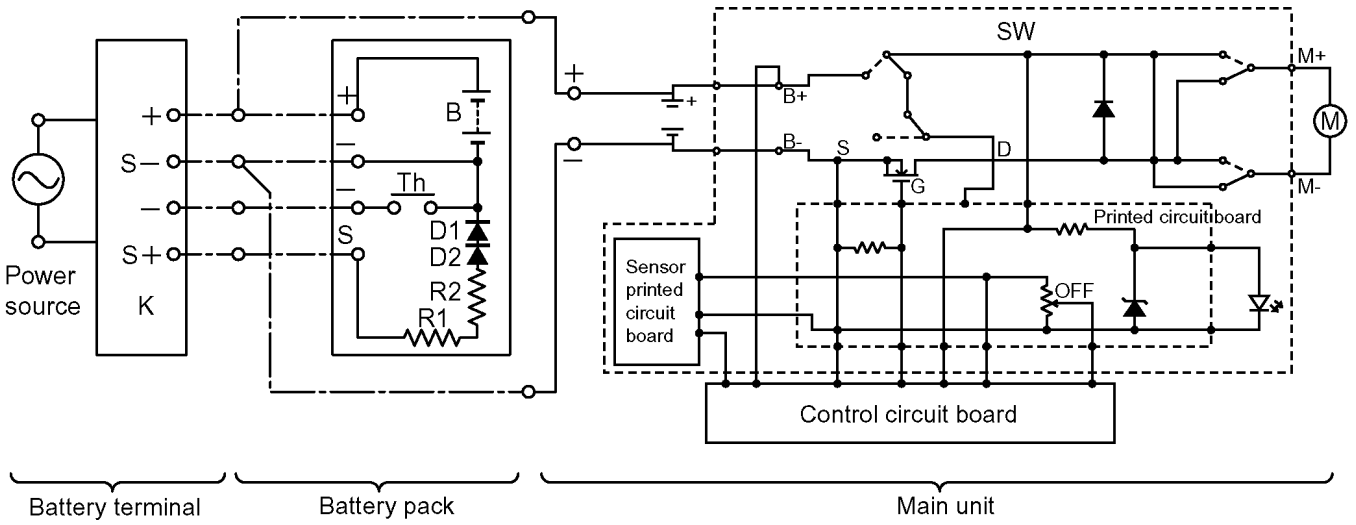 SW
+
S−
−
S+
Power
source
K
+
−
−
S
B
Th
D1
D2
R2
R1
+
−
+
B+
B-
S
G
D
M+
M
M-
Printed circuit board
OFF
Sensor
printed
circuit
board
Control circuit board
Battery terminal
Battery pack
Main unit